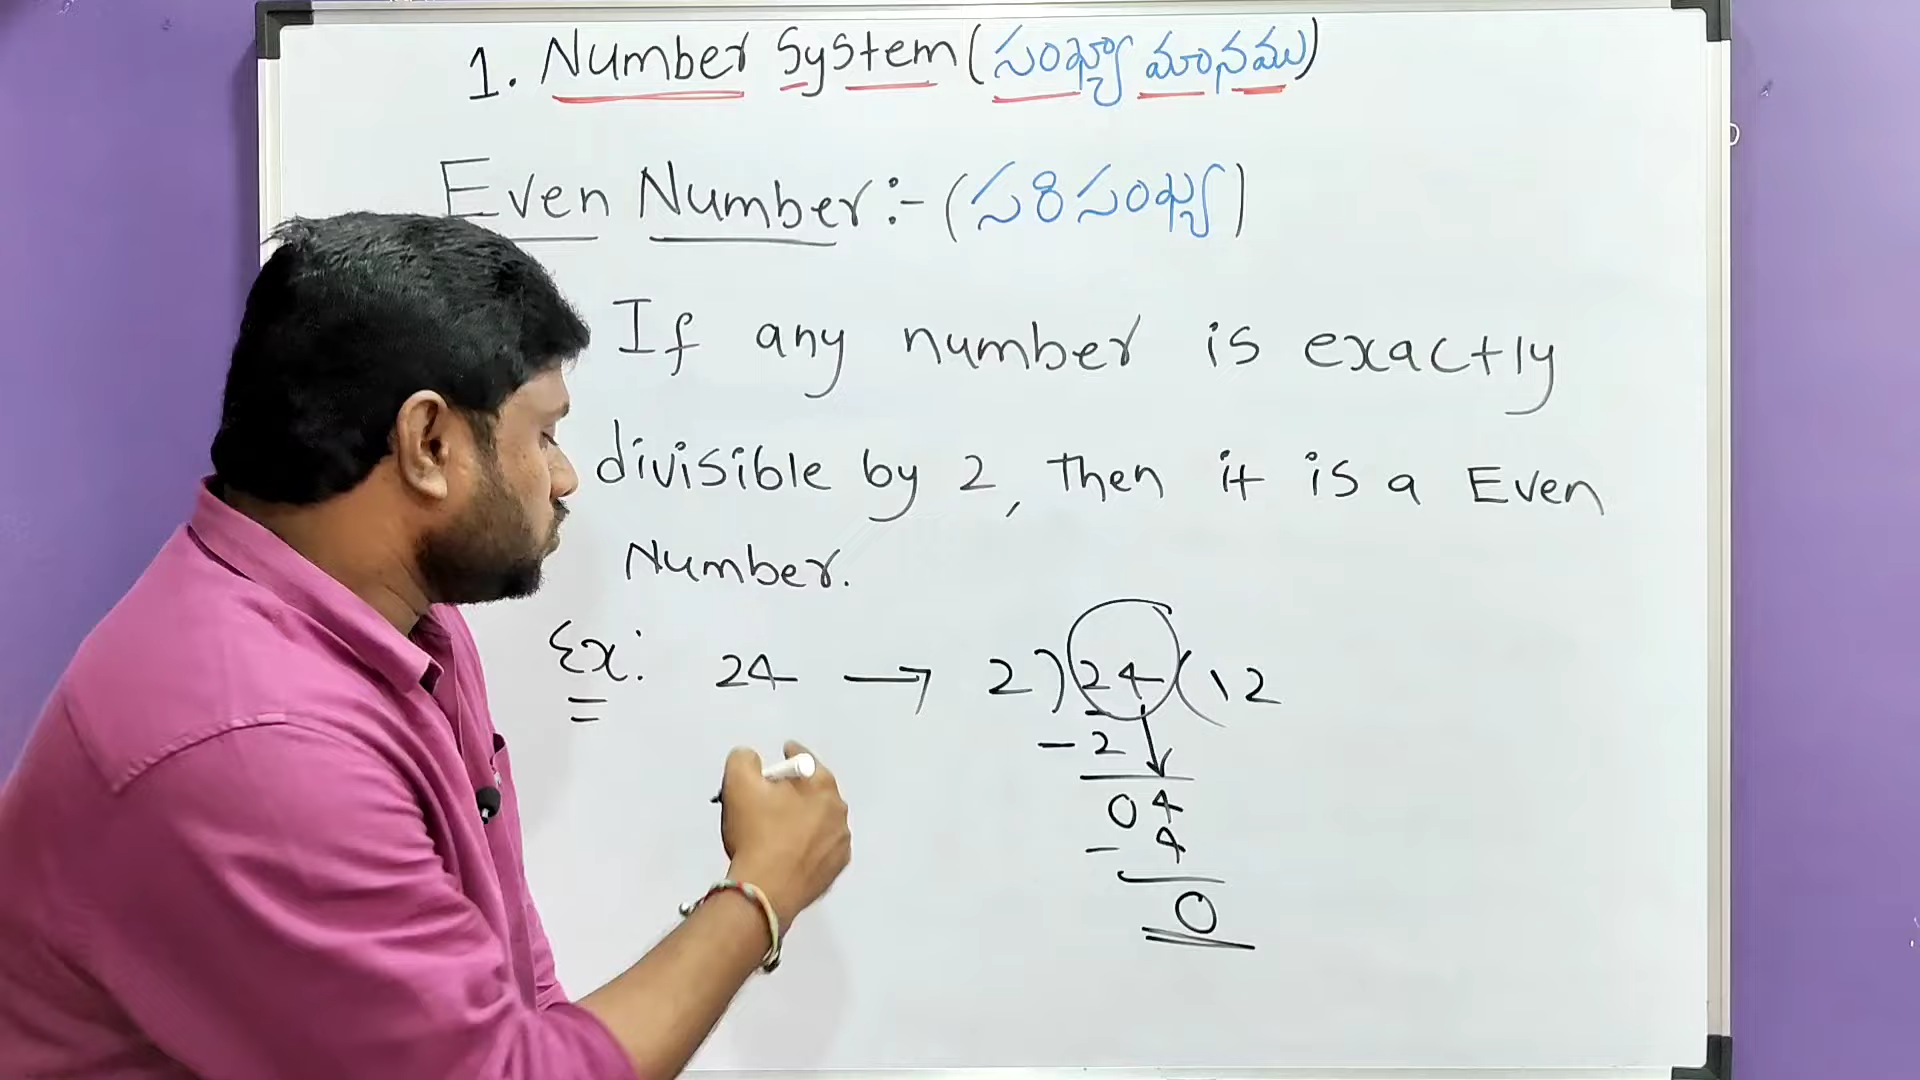 1. Number System (సంఖ్యా మానము)
Even Number:- (సరి సంఖ్య)
If any number is exactly
divisible by 2, then it is a Even
Number.
Ex: 24 → 2)24(12
- 2
04
- 4
0